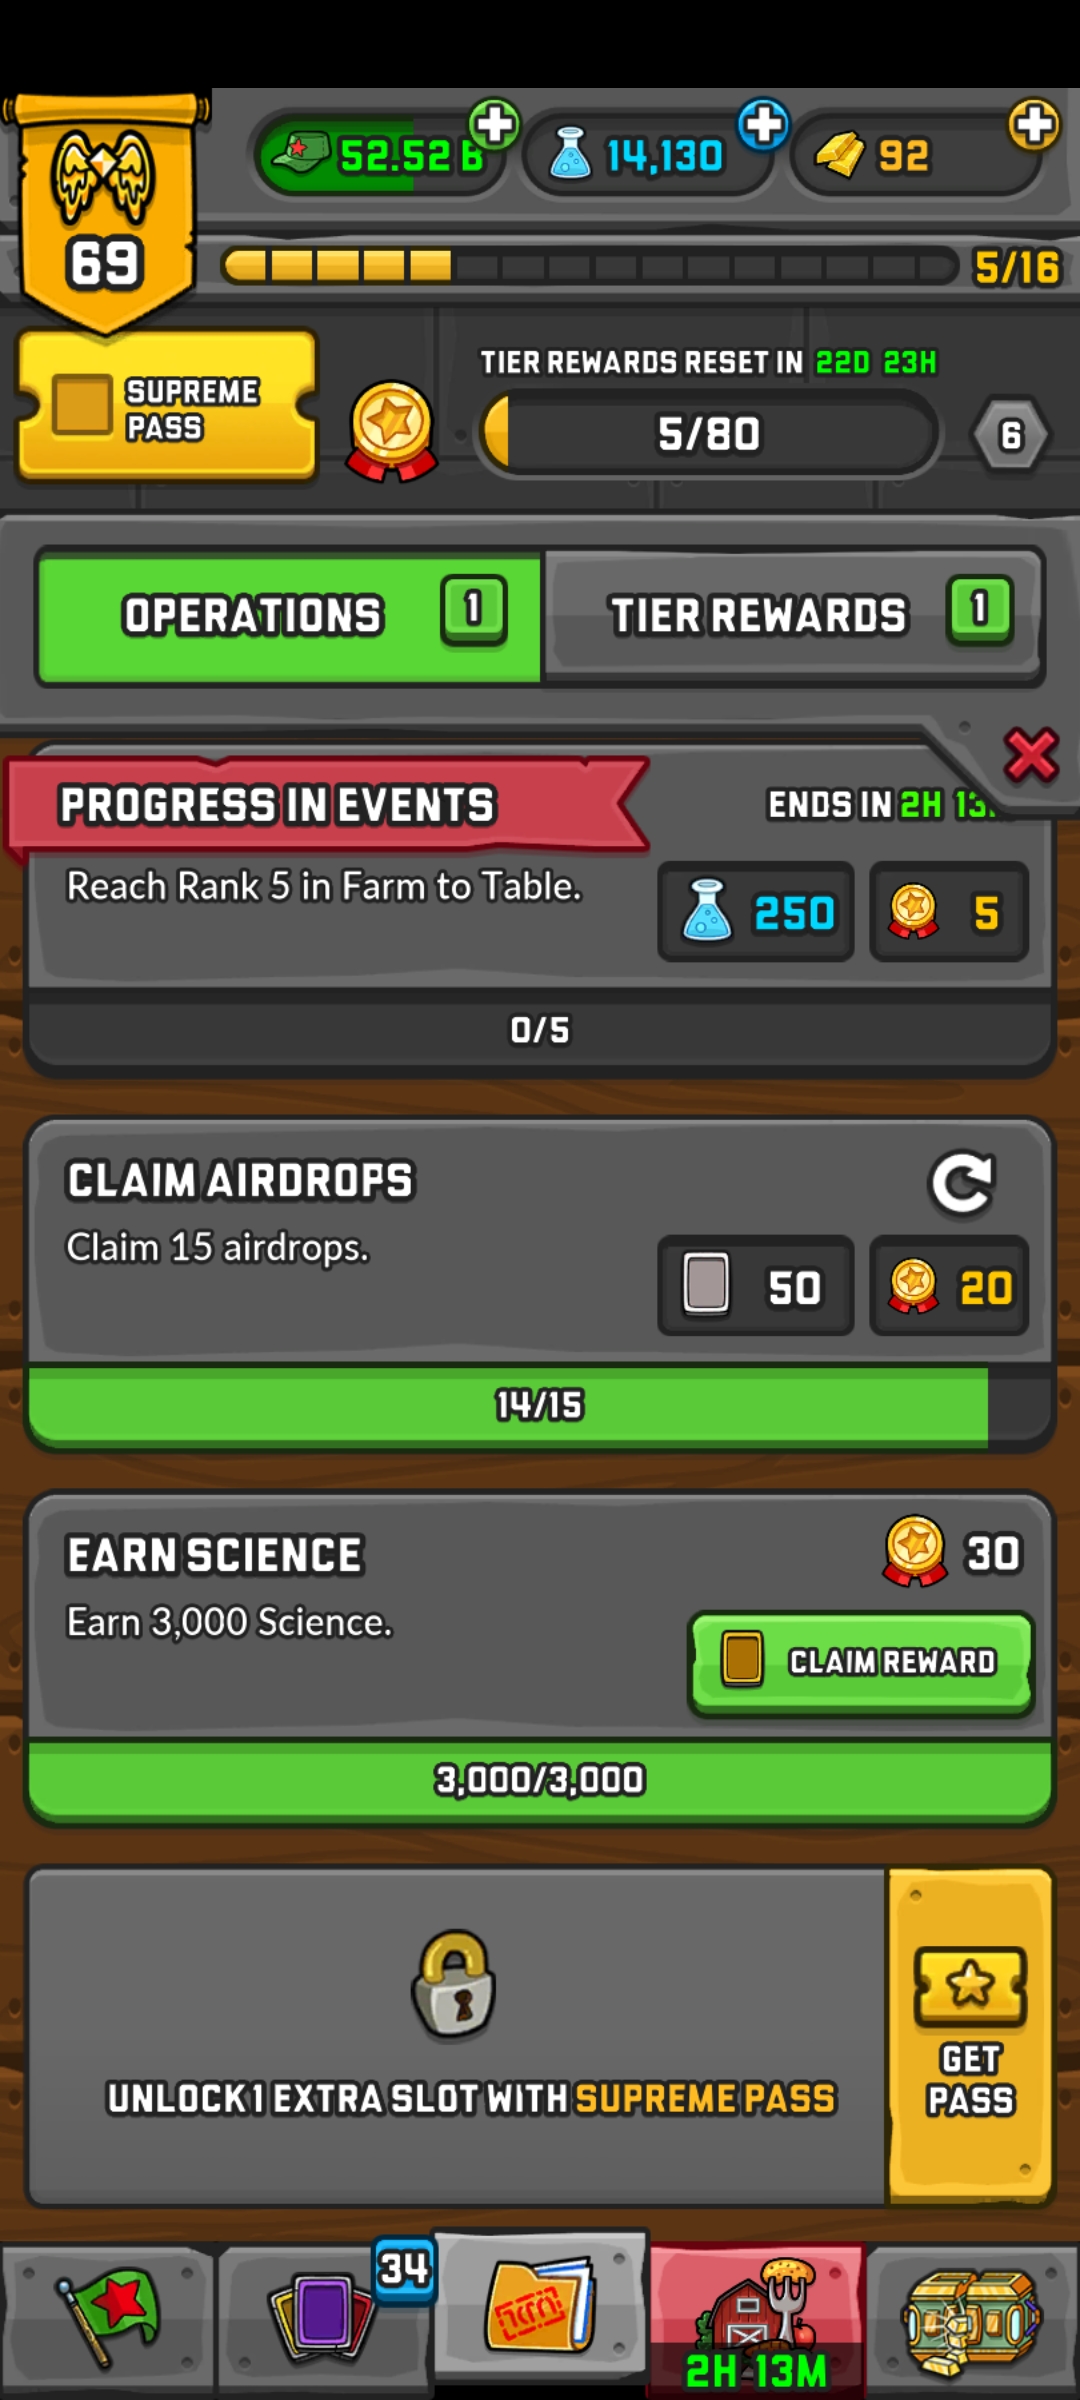 52.52 B
14,130
92
69
5/16
SUPREME
PASS
TIER REWARDS RESET IN 22D 23H
5/80
6
OPERATIONS 1
TIER REWARDS 1
PROGRESS IN EVENTS
ENDS IN 2H 13
Reach Rank 5 in Farm to Table.
250
5
0/5
CLAIM AIRDROPS
Claim 15 airdrops.
50
20
14/15
EARN SCIENCE
30
Earn 3,000 Science.
CLAIM REWARD
3,000/3,000
UNLOCK 1 EXTRA SLOT WITH SUPREME PASS
GET
PASS
34
2H 13M